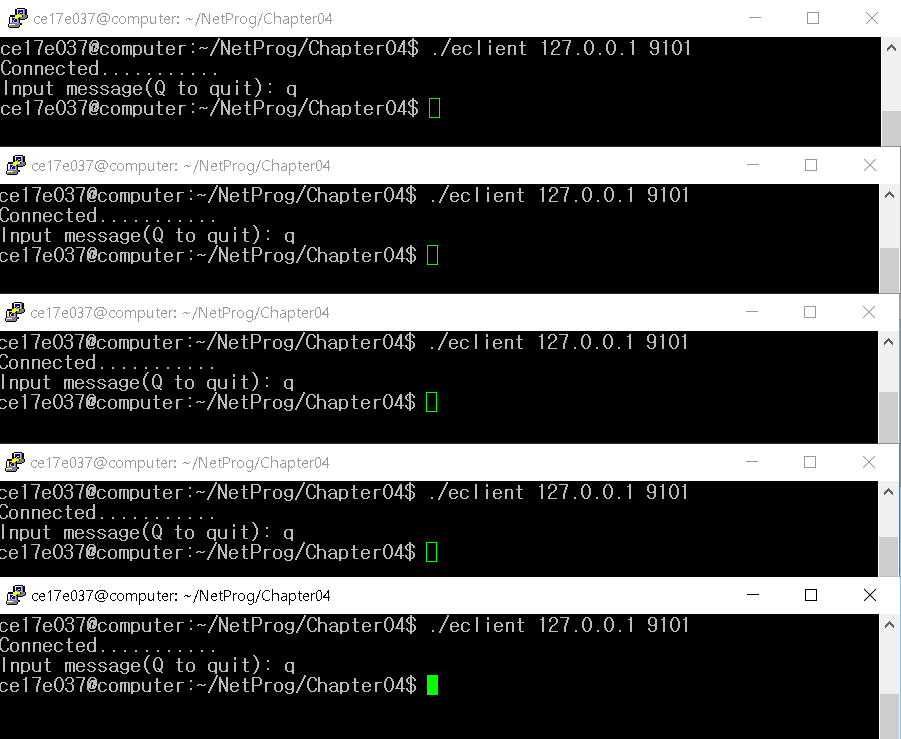 ce17e037@computer: ~/NetProg/Chapter04
ce17e037@computer:~/NetProg/Chapter04$ ./eclient 127.0.0.1 9101
Connected...........
Input message(Q to quit): q
ce17e037@computer:~/NetProg/Chapter04$
ce17e037@computer: ~/NetProg/Chapter04
ce17e037@computer:~/NetProg/Chapter04$ ./eclient 127.0.0.1 9101
Connected...........
Input message(Q to quit): q
ce17e037@computer:~/NetProg/Chapter04$
ce17e037@computer: ~/NetProg/Chapter04
ce17e037@computer:~/NetProg/Chapter04$ ./eclient 127.0.0.1 9101
Connected...........
Input message(Q to quit): q
ce17e037@computer:~/NetProg/Chapter04$
ce17e037@computer: ~/NetProg/Chapter04
ce17e037@computer:~/NetProg/Chapter04$ ./eclient 127.0.0.1 9101
Connected...........
Input message(Q to quit): q
ce17e037@computer:~/NetProg/Chapter04$
ce17e037@computer: ~/NetProg/Chapter04
ce17e037@computer:~/NetProg/Chapter04$ ./eclient 127.0.0.1 9101
Connected...........
Input message(Q to quit): q
ce17e037@computer:~/NetProg/Chapter04$